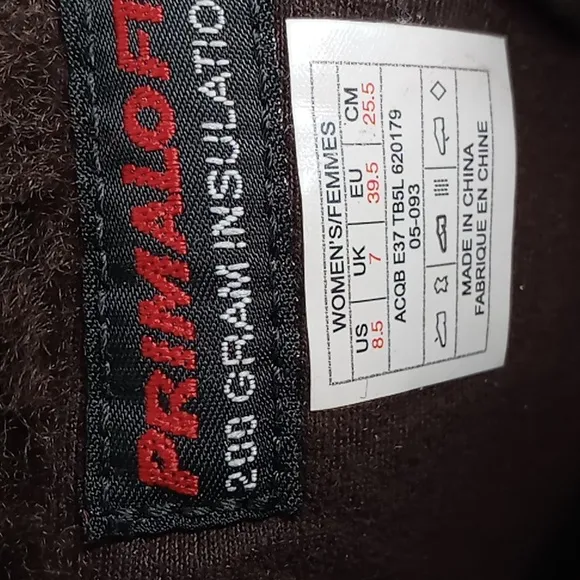 PRIMALOFT
200 GRAM INSULATIO
WOMEN'S/FEMMES
US UK EU CM
8.5 7 39.5 25.5
ACQB E37 TB5L 620179
05-093
MADE IN CHINA
FABRIQUE EN CHINE